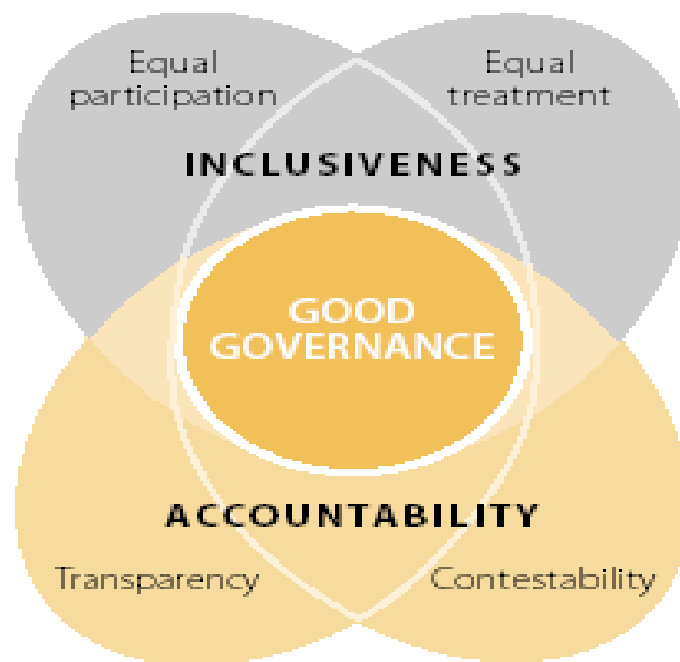 Equal
participation
Equal
treatment
INCLUSIVENESS
GOOD
GOVERNANCE
ACCOUNTABILITY
Transparency
Contestability